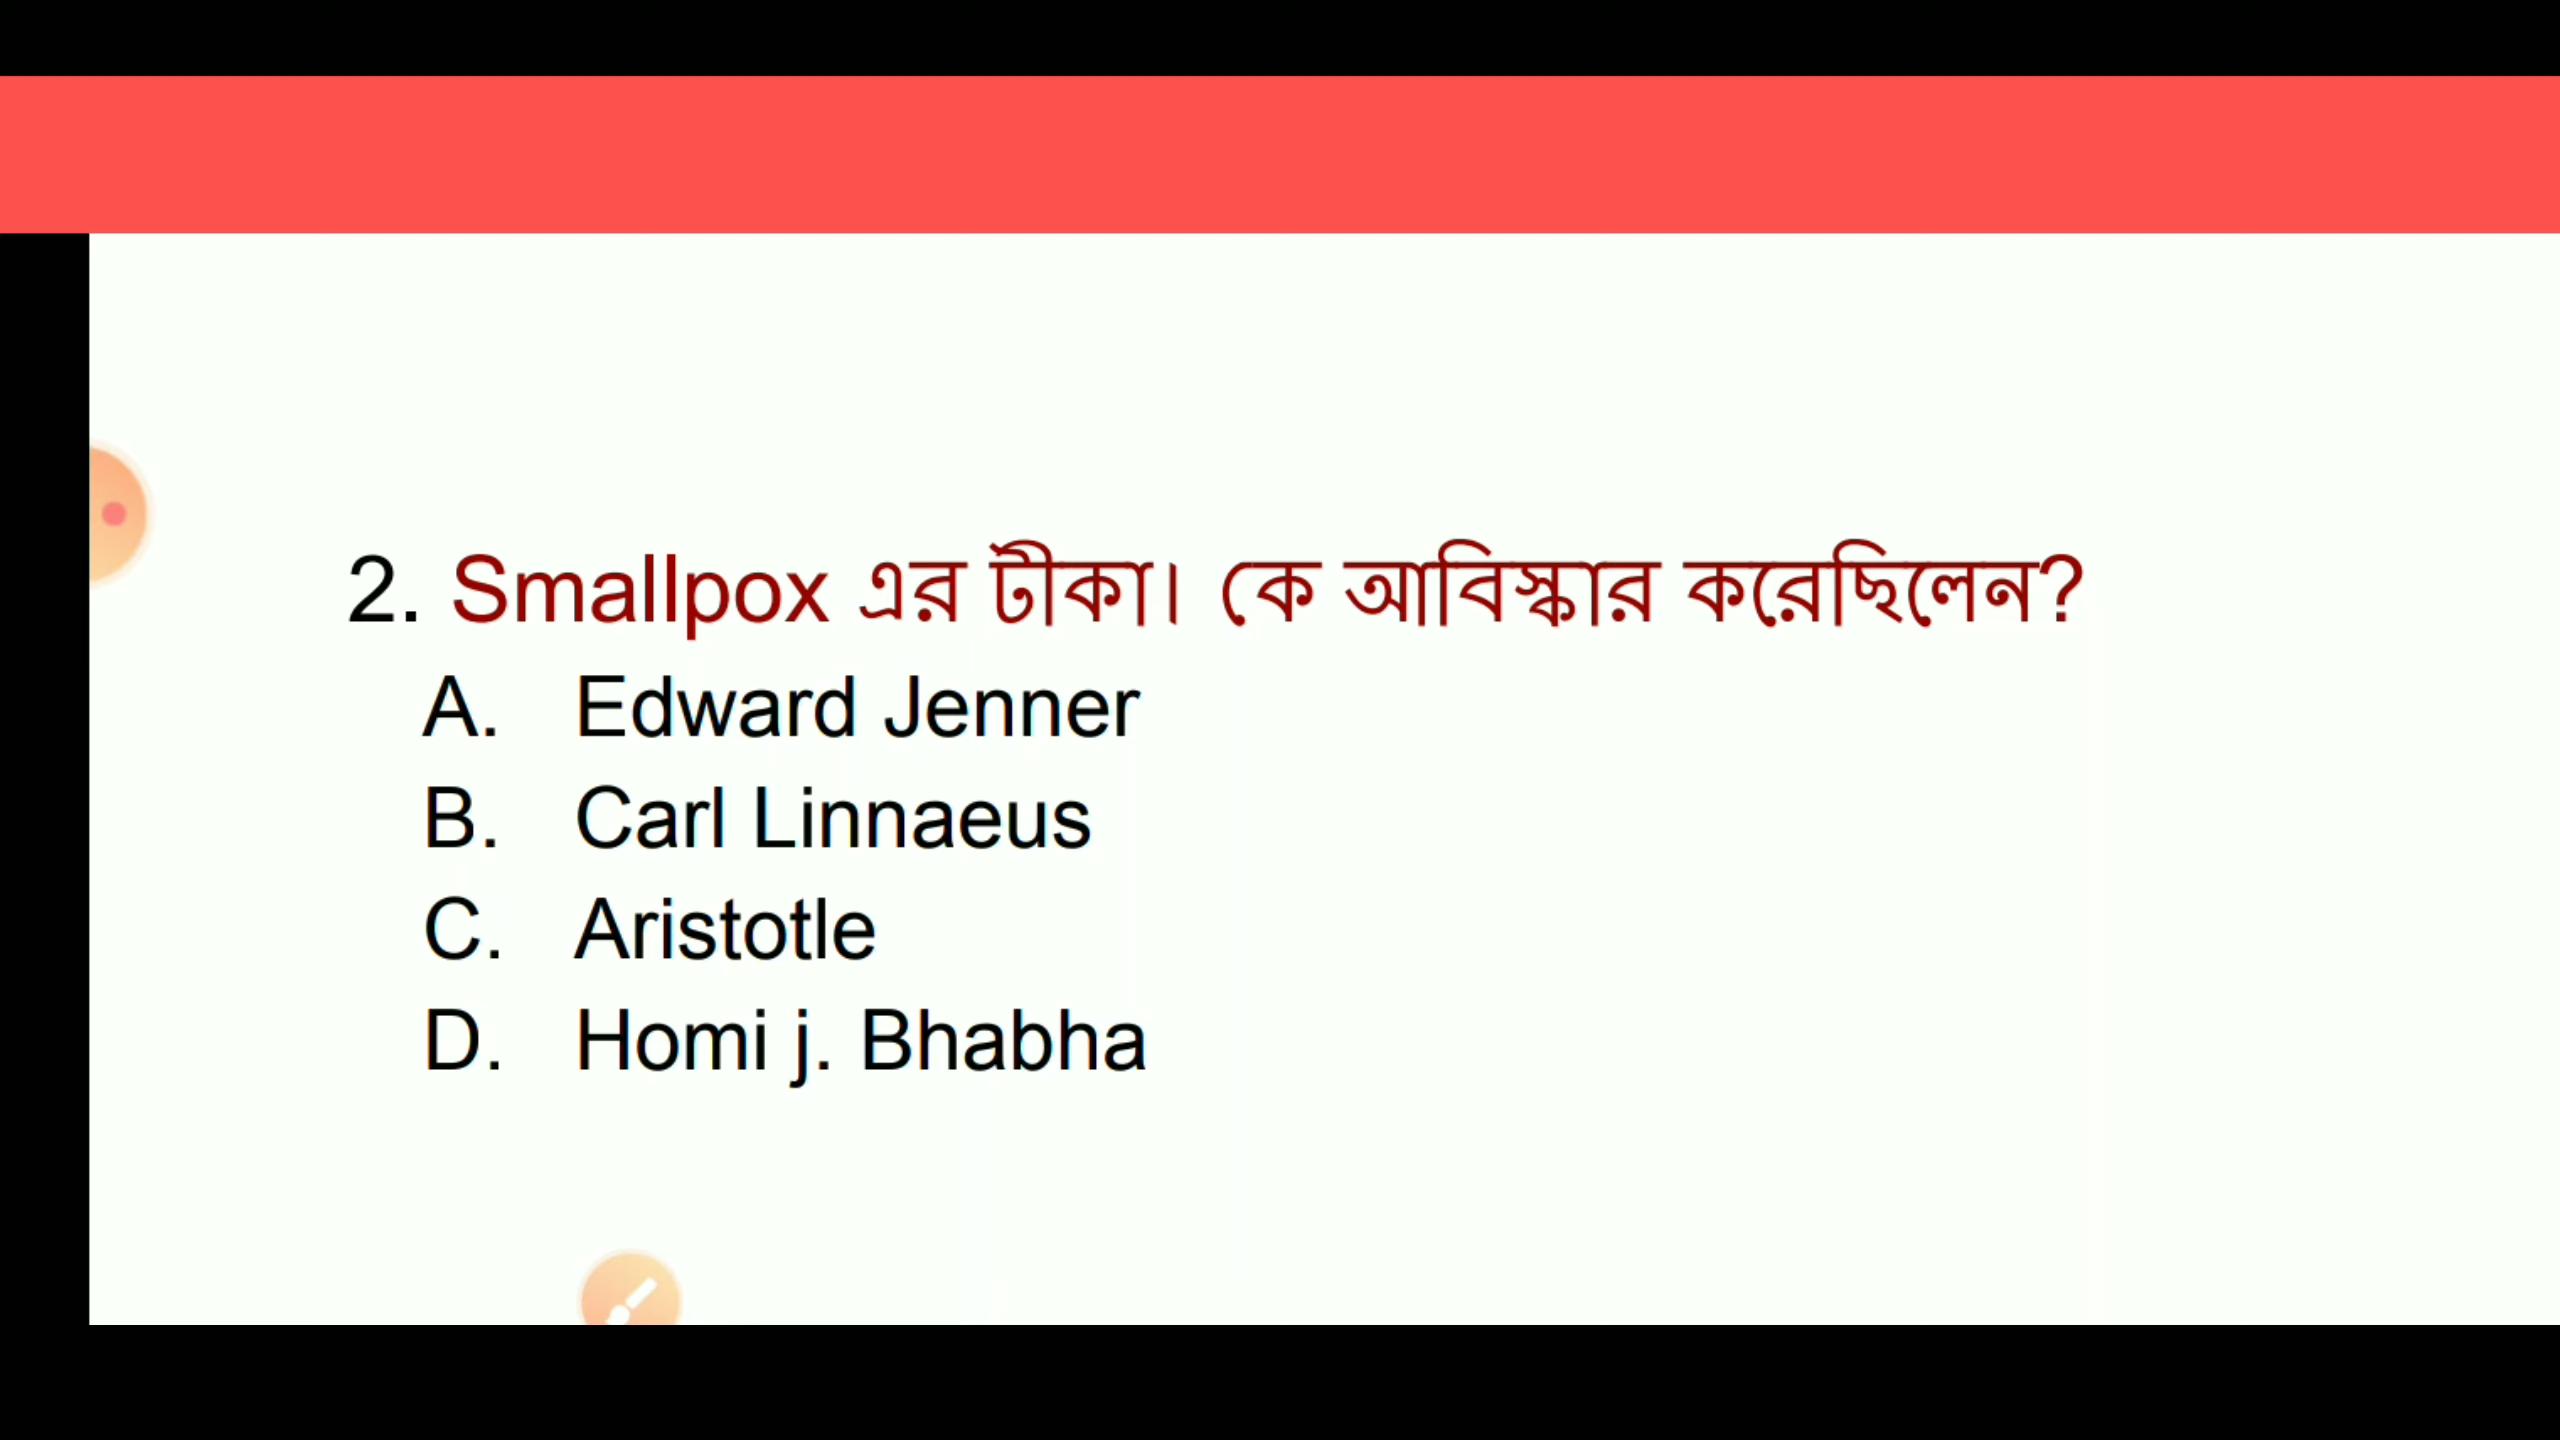 2. Smallpox এর টীকা। কে আবিস্কার করেছিলেন?
A. Edward Jenner
B. Carl Linnaeus
C. Aristotle
D. Homi j. Bhabha